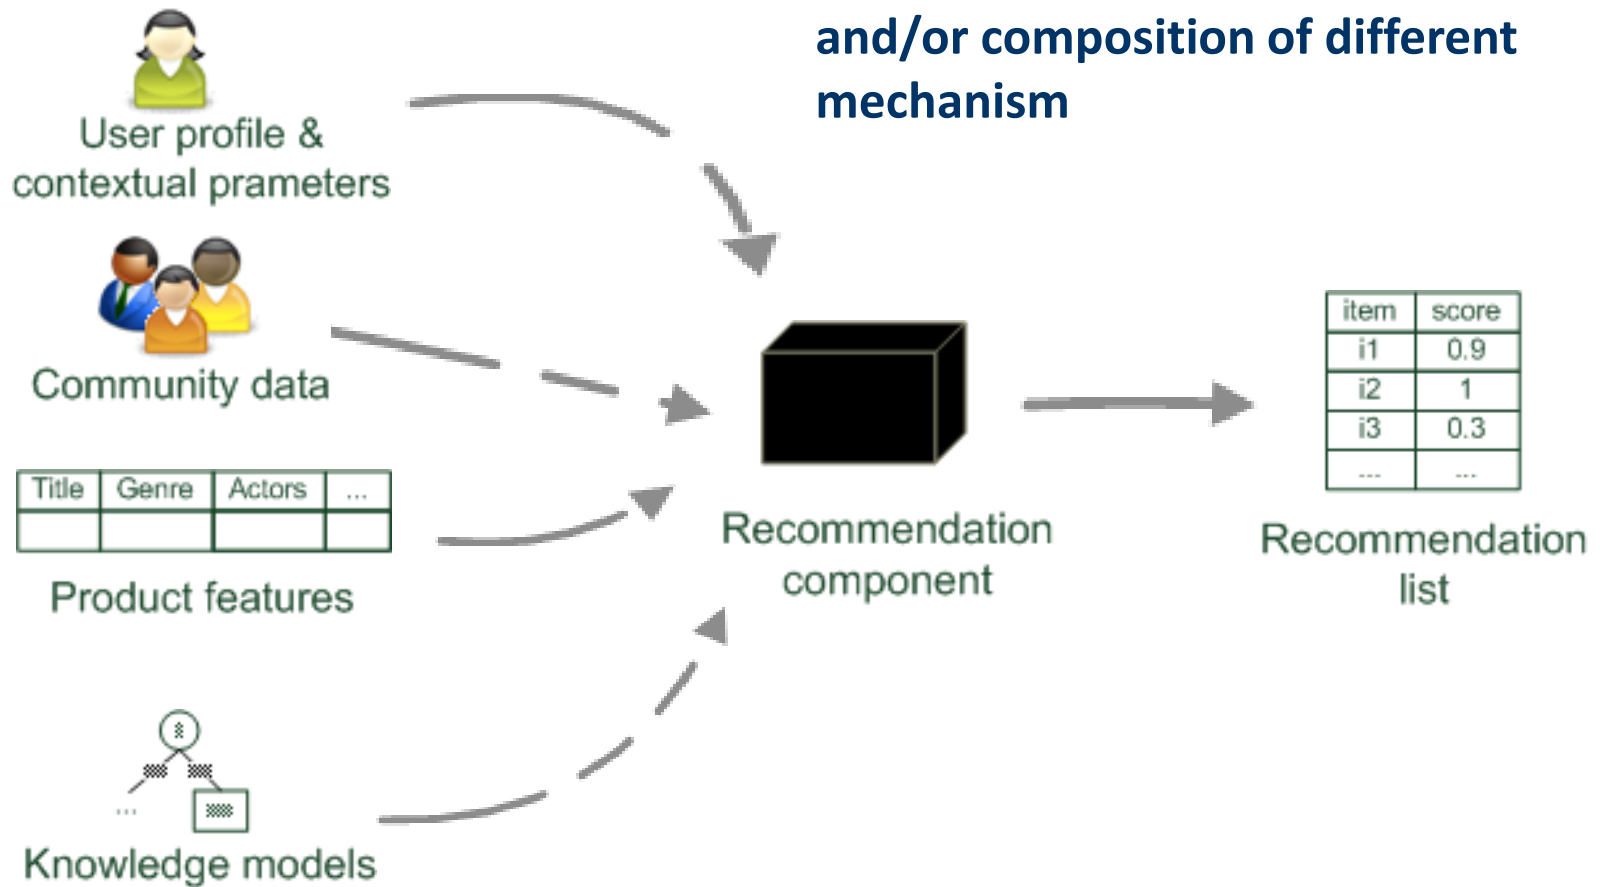 and/or composition of different
mechanism
User profile &
contextual prameters
Community data
Title Genre Actors ...
Product features
Knowledge models
...
Recommendation
component
item score
i1 0.9
i2 1
i3 0.3
... ...
Recommendation
list